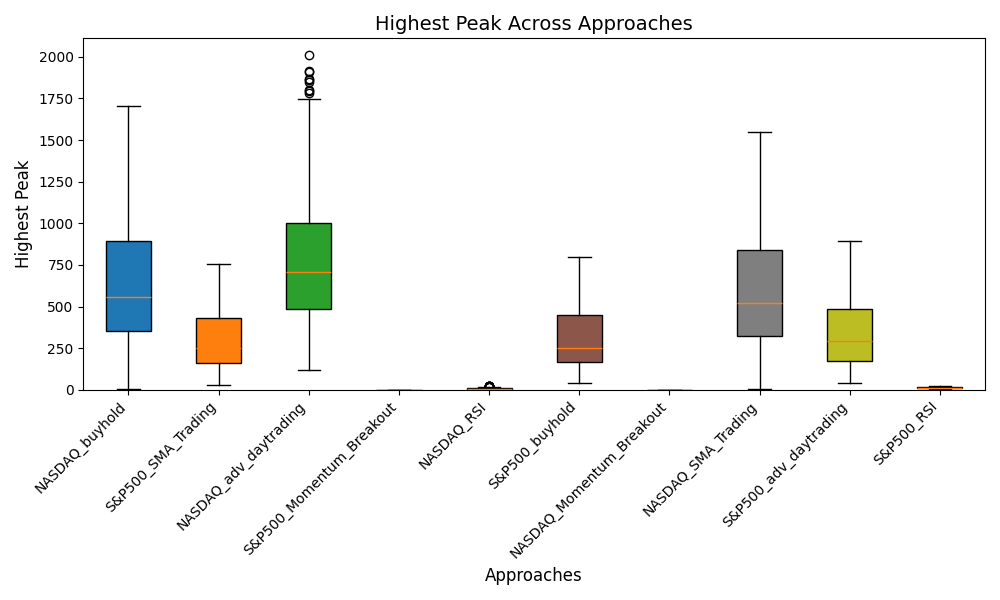 Highest Peak Across Approaches
Highest Peak
2000
1750
1500
1250
1000
750
500
250
0
NASDAQ_buyhold
S&P500_SMA_Trading
NASDAQ_adv_daytrading
S&P500_Momentum_Breakout
NASDAQ_RSI
S&P500_buyhold
NASDAQ_Momentum_Breakout
NASDAQ_SMA_Trading
S&P500_adv_daytrading
S&P500_RSI
Approaches